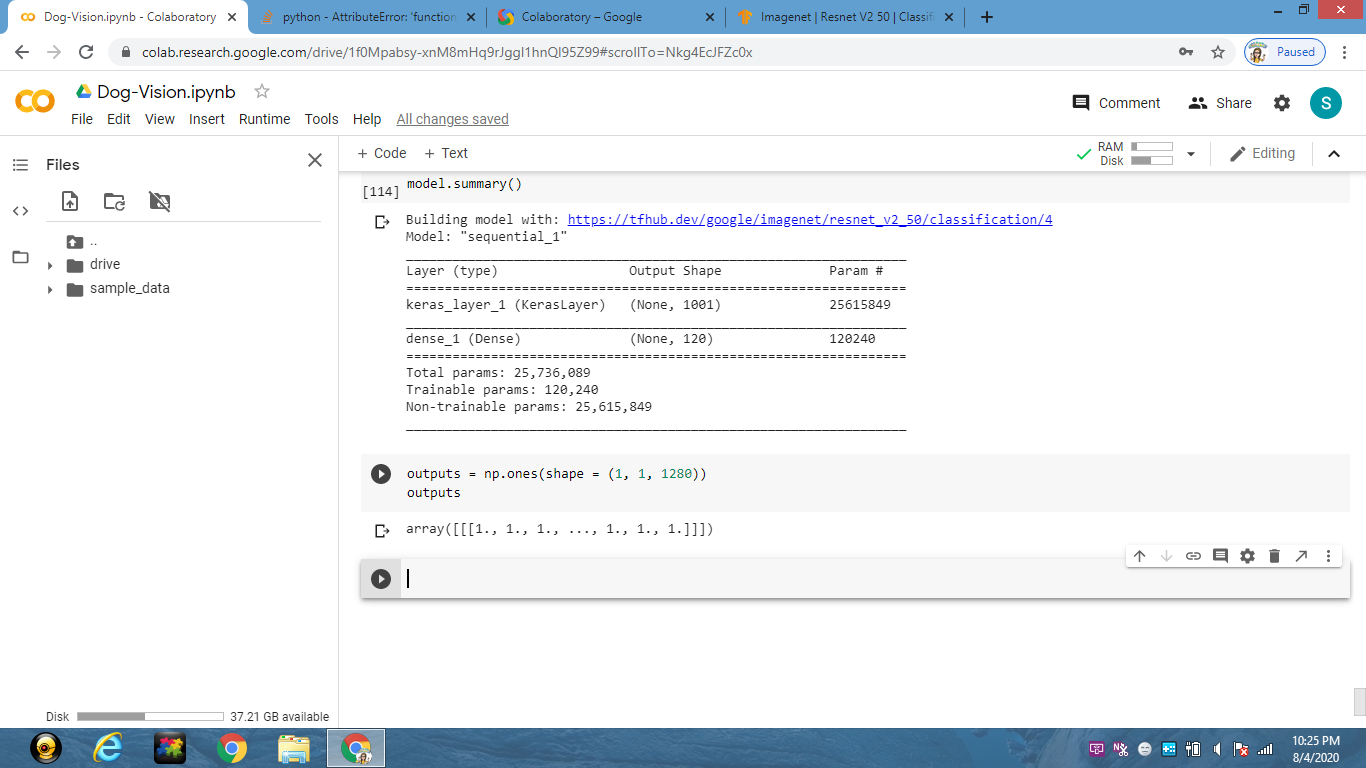 Dog-Vision.ipynb - Colaboratory
python - AttributeError: 'function
Colaboratory – Google
Imagenet | Resnet V2 50 | Classifi
colab.research.google.com/drive/1f0Mpabsy-xnM8mHq9rJggI1hnQl95Z99#scrollTo=Nkg4EcJFZc0x
Paused
CO
Dog-Vision.ipynb
File Edit View Insert Runtime Tools Help All changes saved
Comment
Share
S
Files
+ Code + Text
RAM
Disk
Editing
..
drive
sample_data
[114]
model.summary()
Building model with: https://tfhub.dev/google/imagenet/resnet_v2_50/classification/4
Model: "sequential_1"
_________________________________________________________________
Layer (type) Output Shape Param #
=================================================================
keras_layer_1 (KerasLayer) (None, 1001) 25615849
_________________________________________________________________
dense_1 (Dense) (None, 120) 120240
=================================================================
Total params: 25,736,089
Trainable params: 120,240
Non-trainable params: 25,615,849
_________________________________________________________________
outputs = np.ones(shape = (1, 1, 1280))
outputs
array([[[1., 1., 1., ..., 1., 1., 1.]]])
Disk 37.21 GB available
10:25 PM
8/4/2020